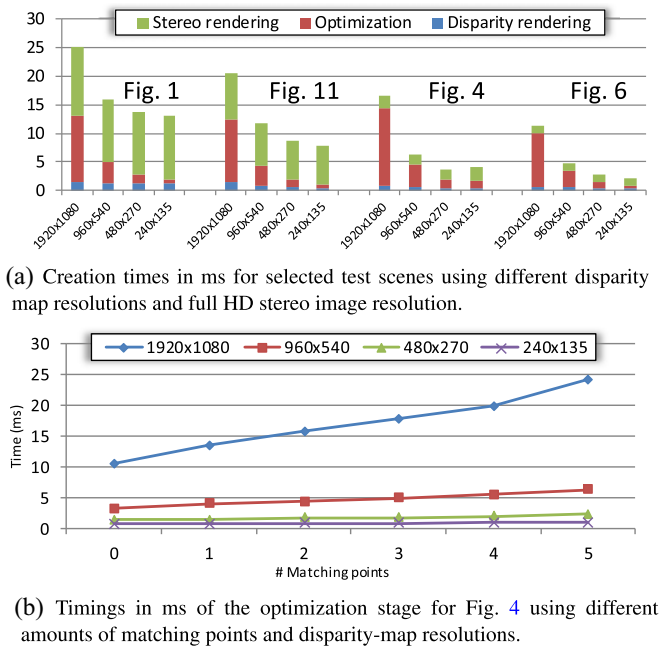 30
25
20
15
10
5
0
Stereo rendering Optimization Disparity rendering
Fig. 1 Fig. 11 Fig. 4 Fig. 6
1920x1080 960x540 480x270 240x135 1920x1080 960x540 480x270 240x135 1920x1080 960x540 480x270 240x135 1920x1080 960x540 480x270 240x135
(a) Creation times in ms for selected test scenes using different disparity
map resolutions and full HD stereo image resolution.
1920x1080 960x540 480x270 240x135
Time (ms)
30
25
20
15
10
5
0
0 1 2 3 4 5
# Matching points
(b) Timings in ms of the optimization stage for Fig. 4 using different
amounts of matching points and disparity-map resolutions.